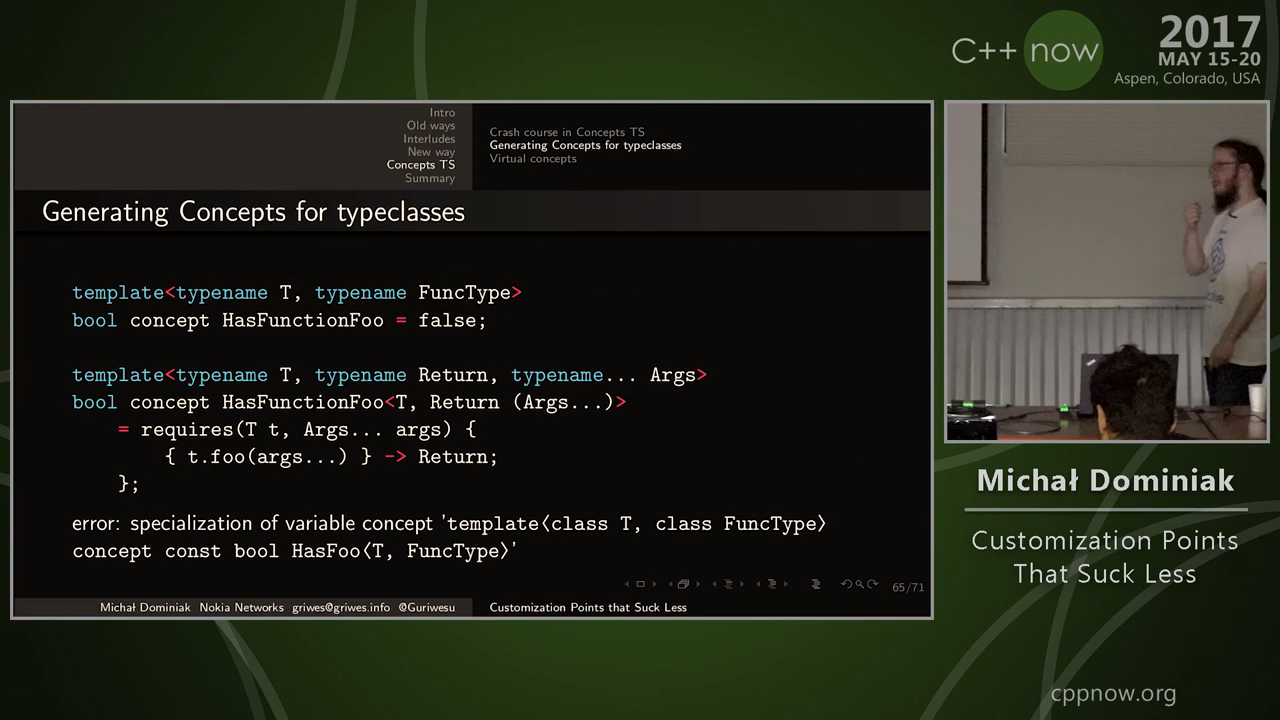 C++ now
2017
MAY 15-20
Aspen, Colorado, USA
Intro
Old ways
Interludes
New way
Concepts TS
Summary
Crash course in Concepts TS
Generating Concepts for typeclasses
Virtual concepts
Generating Concepts for typeclasses
template<typename T, typename FuncType>
bool concept HasFunctionFoo = false;
template<typename T, typename Return, typename... Args>
bool concept HasFunctionFoo<T, Return (Args...)>
= requires(T t, Args... args) {
{ t.foo(args...) } -> Return;
};
error: specialization of variable concept 'template⟨class T, class FuncType⟩
concept const bool HasFoo⟨T, FuncType⟩'
65/71
Michał Dominiak Nokia Networks griwes@griwes.info @Guriwesu
Customization Points that Suck Less
Michał Dominiak
Customization Points
That Suck Less
cppnow.org